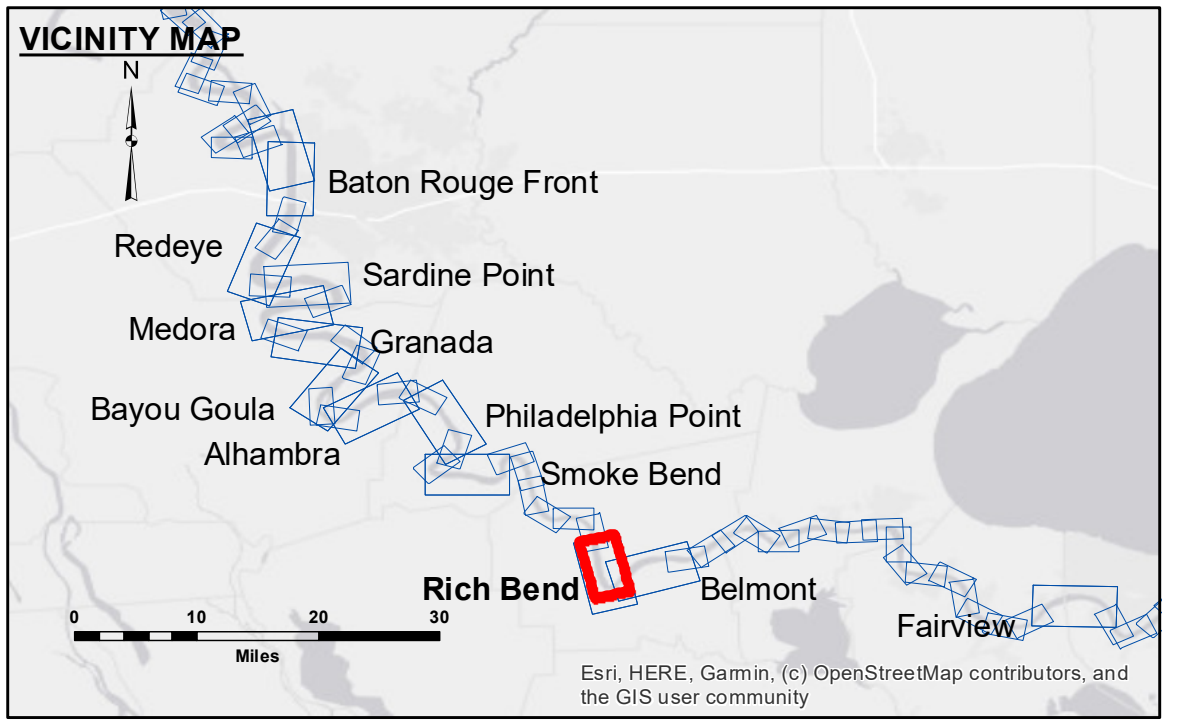 VICINITY MAP
N
Baton Rouge Front
Redeye
Sardine Point
Medora
Granada
Bayou Goula
Philadelphia Point
Alhambra
Smoke Bend
Rich Bend
Belmont
Fairview
0 10 20 30
Miles
Esri, HERE, Garmin, (c) OpenStreetMap contributors, and
the GIS user community